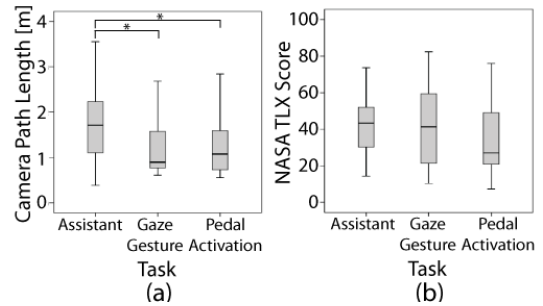 Camera Path Length [m]
4
3
2
1
0
*
*
Assistant
Gaze
Gesture
Pedal
Activation
Task
(a)
NASA TLX Score
100
80
60
40
20
0
Assistant
Gaze
Gesture
Pedal
Activation
Task
(b)